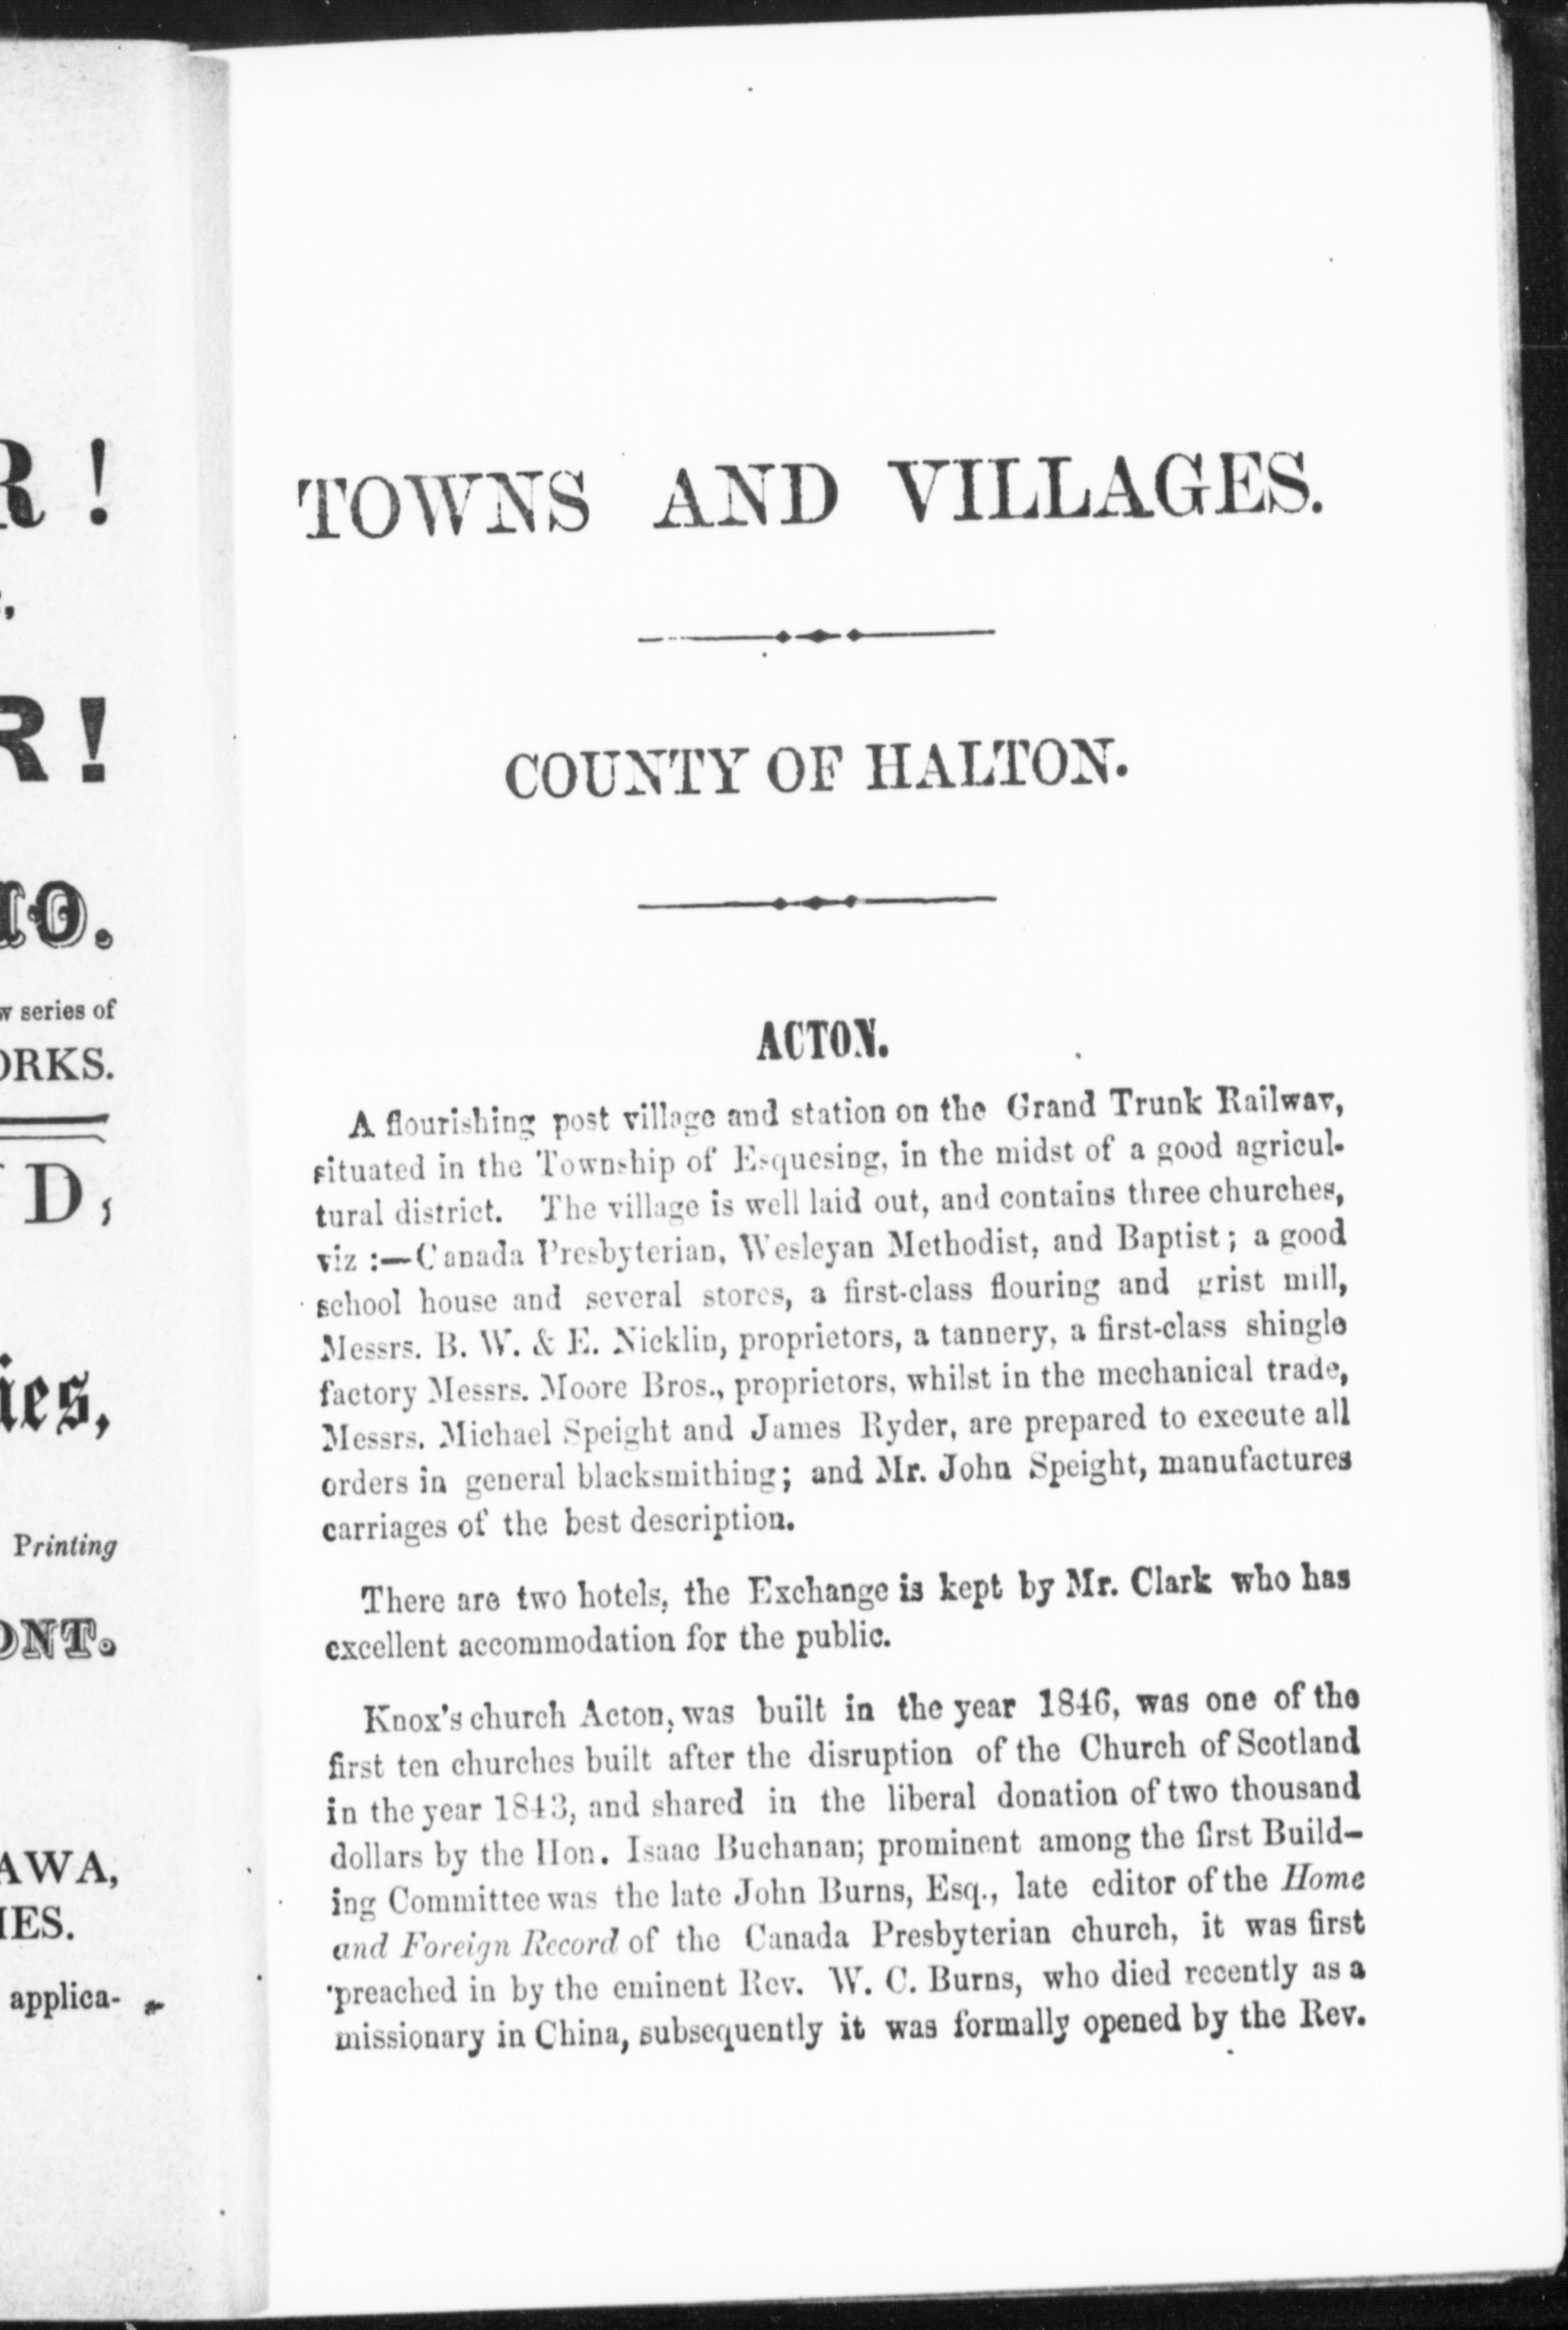 R!
R!
w series of
ORKS.
D,
ies,
Printing
ONT.
AWA,
IES.
applica-
TOWNS AND VILLAGES.
COUNTY OF HALTON.
ACTON.
A flourishing post village and station on the Grand Trunk Railway,
situated in the Township of Esquesing, in the midst of a good agricul-
tural district. The village is well laid out, and contains three churches,
viz :—Canada Presbyterian, Wesleyan Methodist, and Baptist; a good
school house and several stores, a first-class flouring and grist mill,
Messrs. B. W. & E. Nicklin, proprietors, a tannery, a first-class shingle
factory Messrs. Moore Bros., proprietors, whilst in the mechanical trade,
Messrs. Michael Speight and James Ryder, are prepared to execute all
orders in general blacksmithing; and Mr. John Speight, manufactures
carriages of the best description.
There are two hotels, the Exchange is kept by Mr. Clark who has
excellent accommodation for the public.
Knox's church Acton, was built in the year 1846, was one of the
first ten churches built after the disruption of the Church of Scotland
in the year 1843, and shared in the liberal donation of two thousand
dollars by the Hon. Isaac Buchanan; prominent among the first Build-
ing Committee was the late John Burns, Esq., late editor of the Home
and Foreign Record of the Canada Presbyterian church, it was first
preached in by the eminent Rev. W. C. Burns, who died recently as a
missionary in China, subsequently it was formally opened by the Rev.